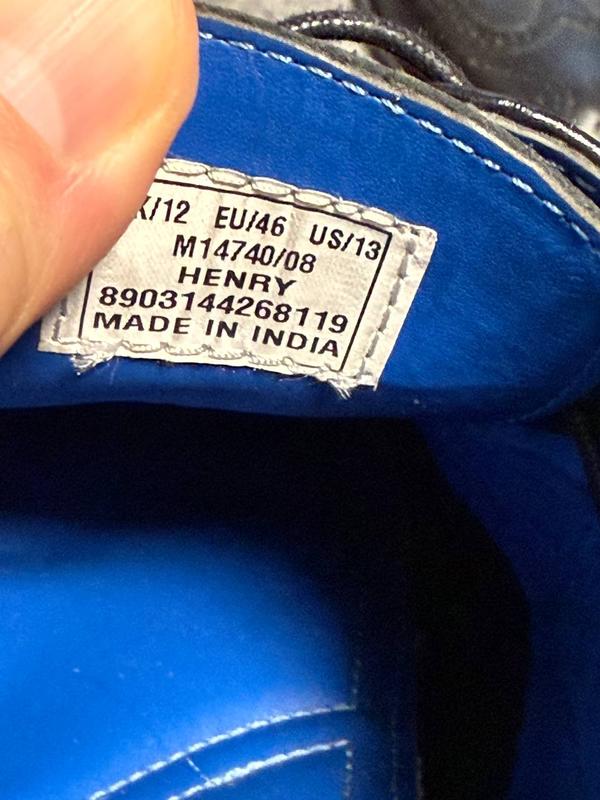 K/12 EU/46 US/13
M14740/08
HENRY
8903144268119
MADE IN INDIA